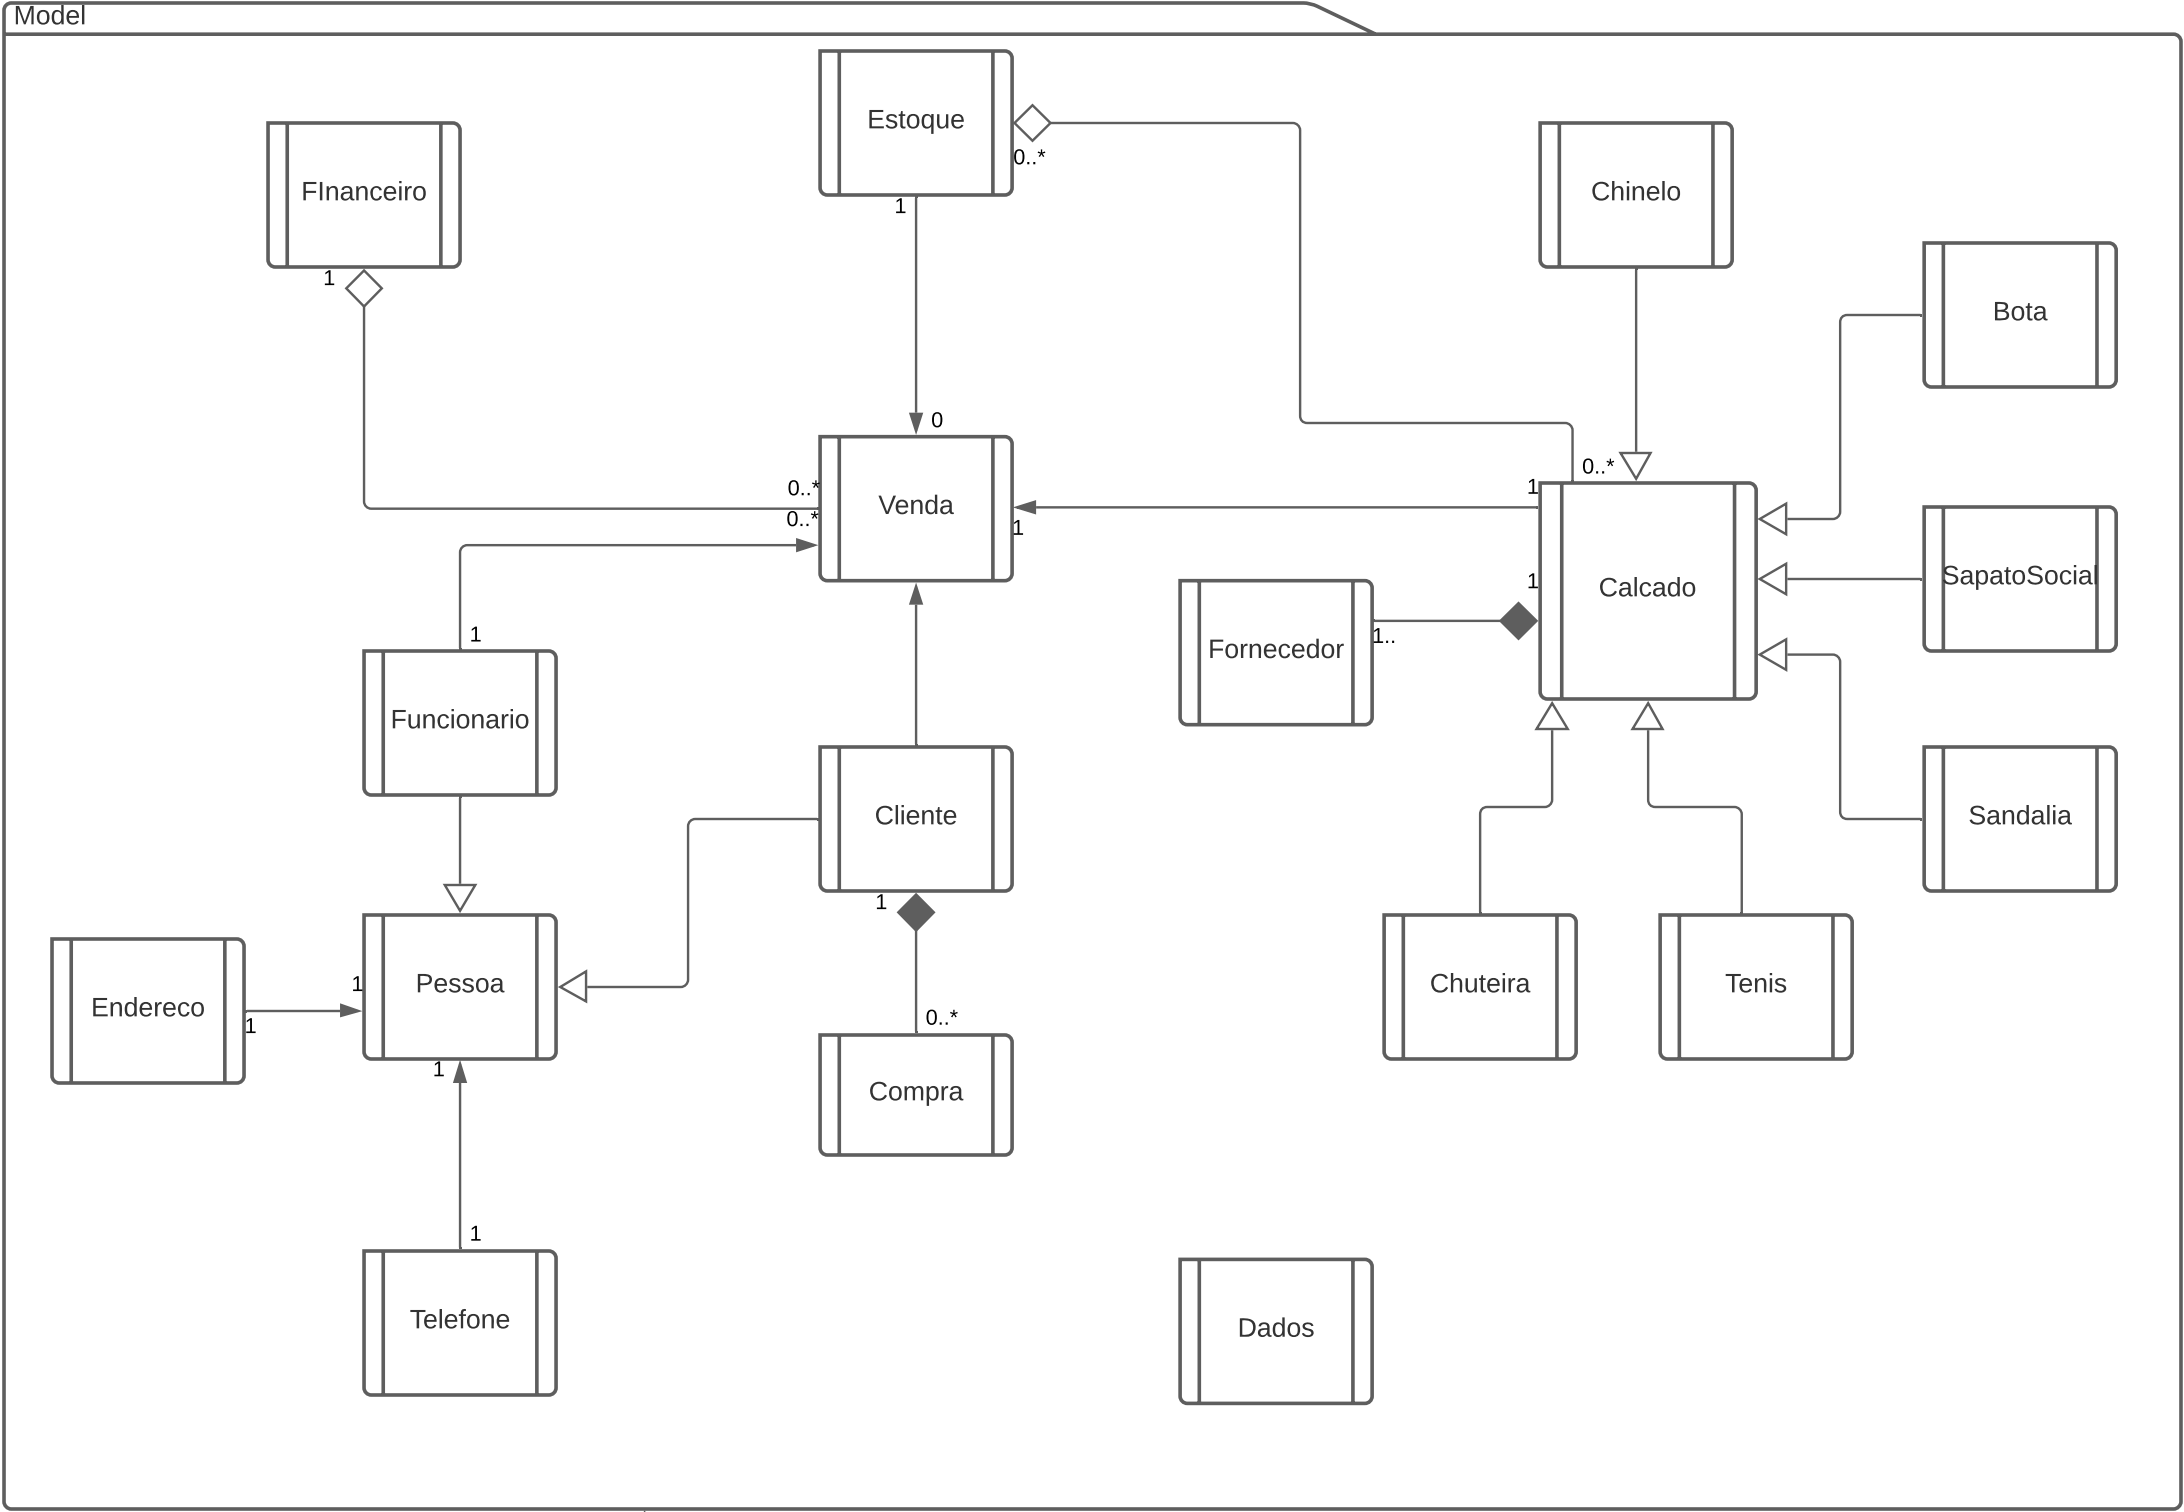 Model
Estoque
0..*
1
FInanceiro
1
Chinelo
Bota
0
0..*
0..*
Venda
1
0..*
1
1
Calcado
SapatoSocial
Fornecedor
1..
1
Funcionario
Cliente
1
Sandalia
Endereco
1
1
Pessoa
1
Chuteira
Tenis
0..*
Compra
1
Telefone
Dados